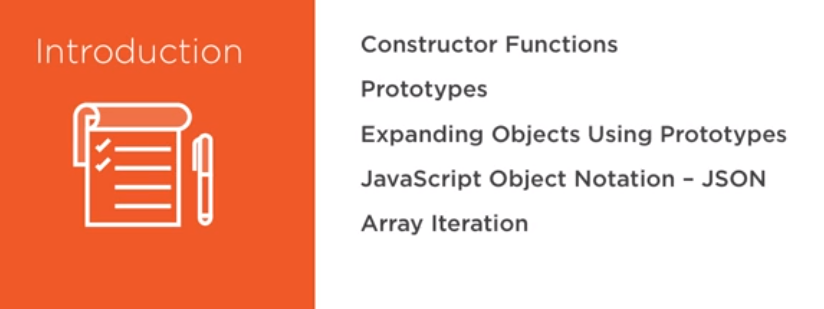 Introduction
Constructor Functions
Prototypes
Expanding Objects Using Prototypes
JavaScript Object Notation – JSON
Array Iteration